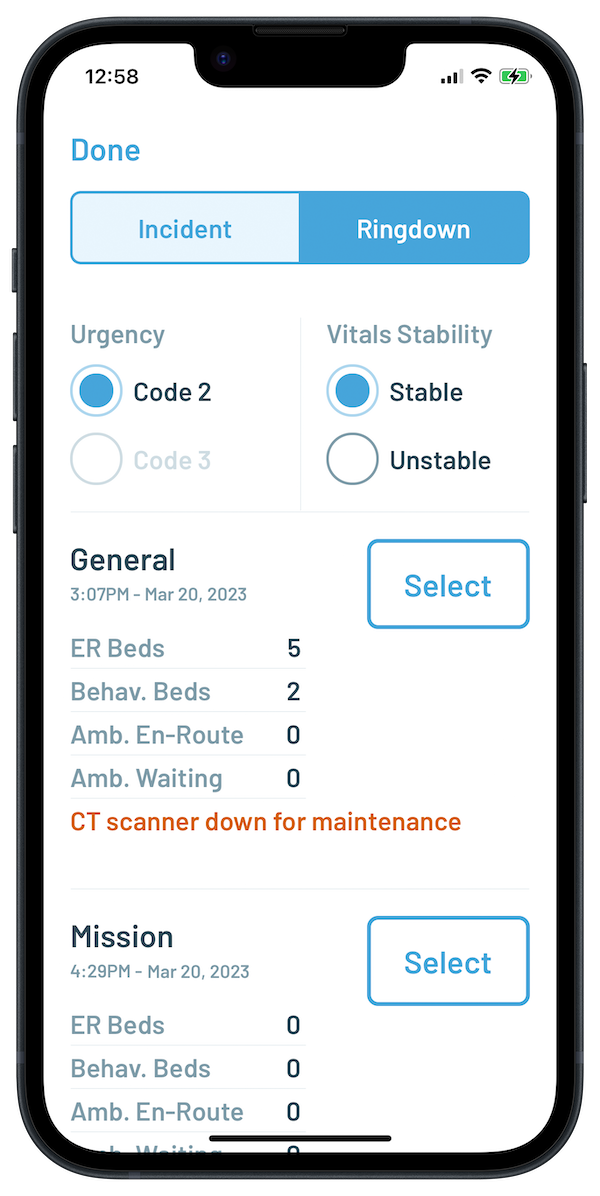 12:58
Done
Incident Ringdown
Urgency Vitals Stability
Code 2 Stable
Code 3 Unstable
General
Select
3:07PM - Mar 20, 2023
ER Beds 5
Behav. Beds 2
Amb. En-Route 0
Amb. Waiting 0
CT scanner down for maintenance
Mission
Select
4:29PM - Mar 20, 2023
ER Beds 0
Behav. Beds 0
Amb. En-Route 0